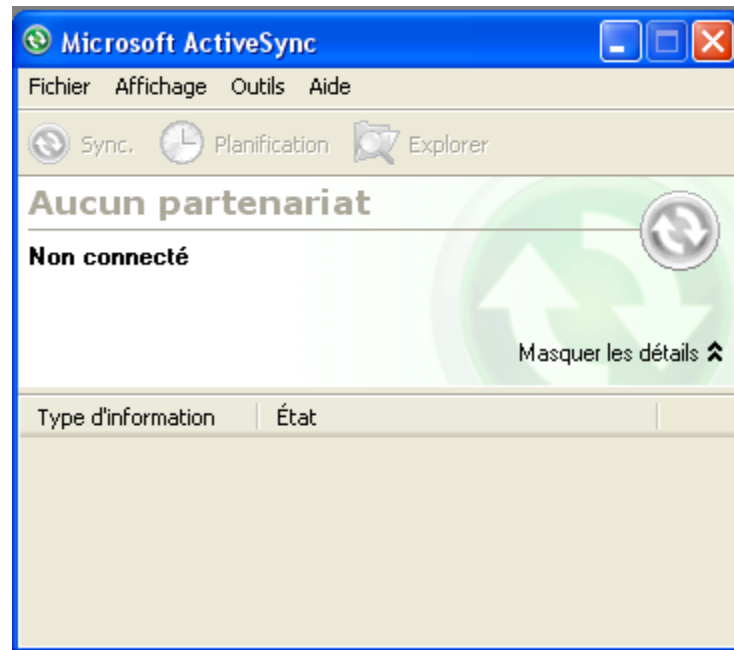 Microsoft ActiveSync
Fichier Affichage Outils Aide
Sync. Planification Explorer
Aucun partenariat
Non connecté
Masquer les détails
Type d'information État